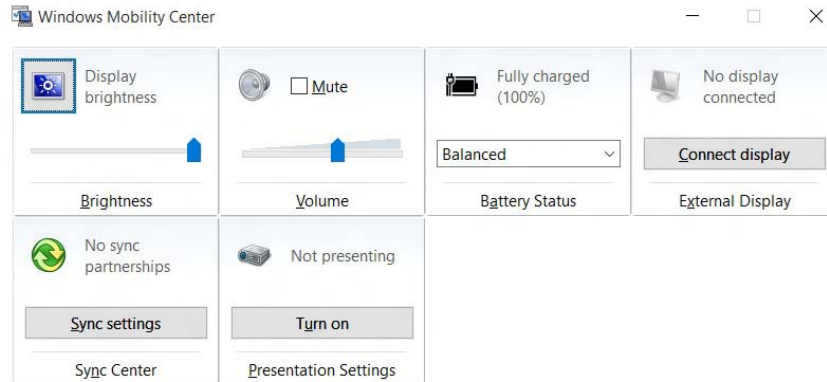 Windows Mobility Center
Display
brightness
Brightness
Mute
Volume
Fully charged
(100%)
Balanced
Battery Status
No display
connected
Connect display
External Display
No sync
partnerships
Sync settings
Sync Center
Not presenting
Turn on
Presentation Settings